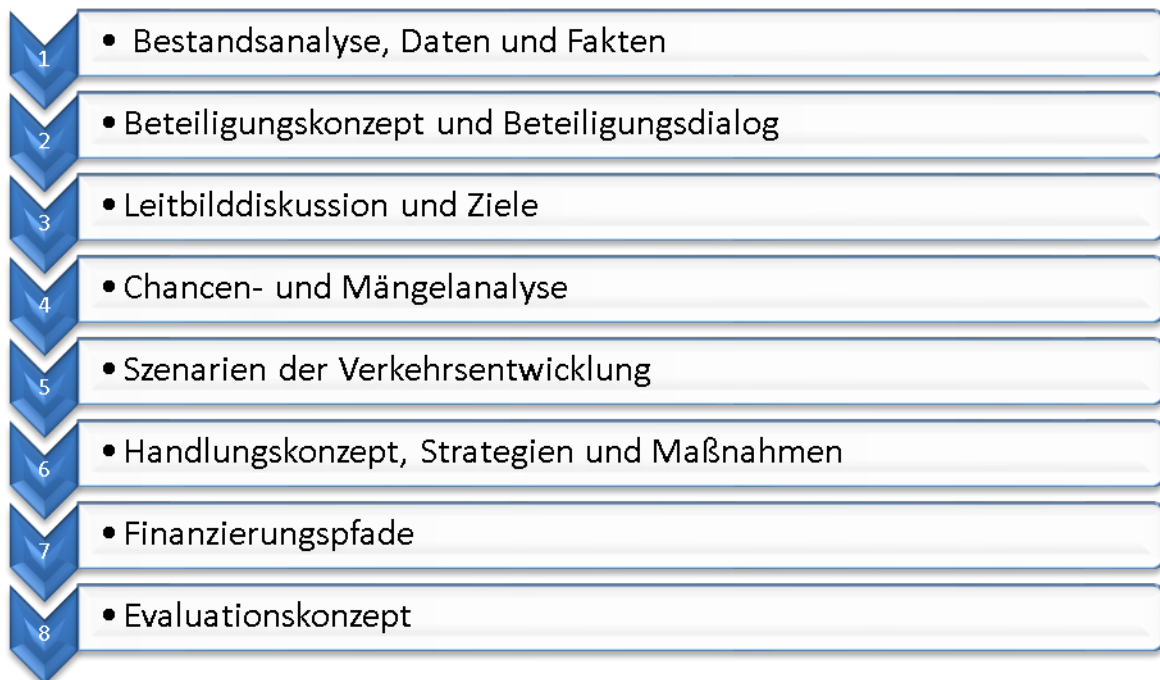 1 • Bestandsanalyse, Daten und Fakten
2 • Beteiligungskonzept und Beteiligungsdialog
3 • Leitbilddiskussion und Ziele
4 • Chancen- und Mängelanalyse
5 • Szenarien der Verkehrsentwicklung
6 • Handlungskonzept, Strategien und Maßnahmen
7 • Finanzierungspfade
8 • Evaluationskonzept